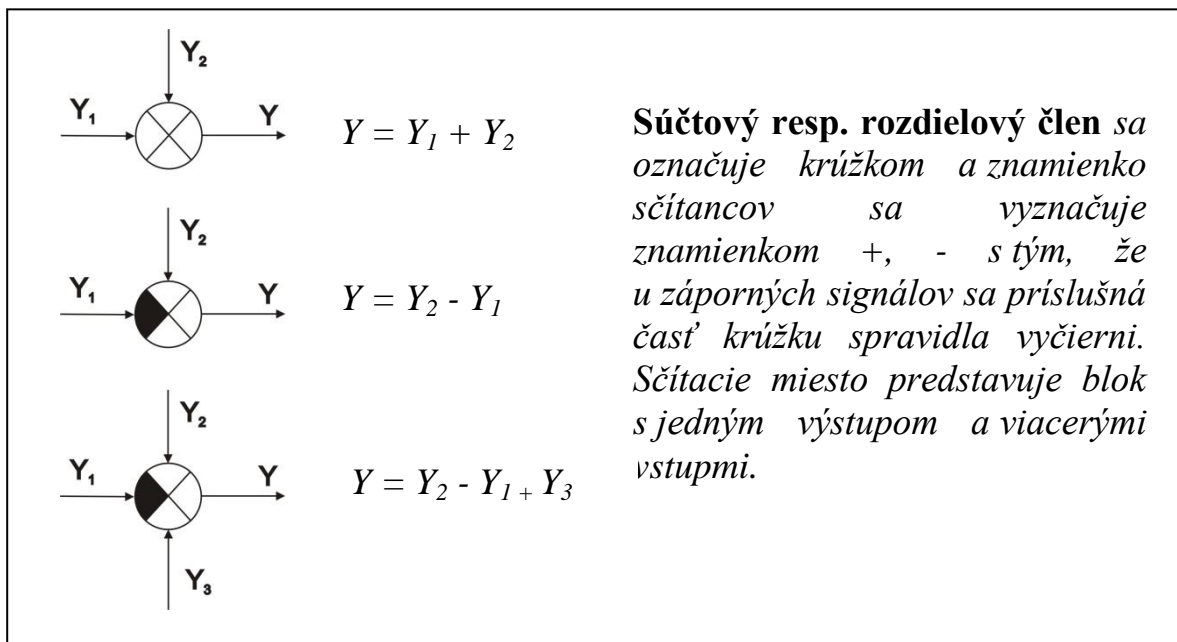 Y₂
Y₁
Y
Y = Y₁ + Y₂
Y₂
Y₁
Y
Y = Y₂ - Y₁
Y₂
Y₁
Y
Y = Y₂ - Y₁ ₊ Y₃
Y₃
Súčtový resp. rozdielový člen sa
označuje krúžkom a znamienko
sčítancov sa vyznačuje
znamienkom +, - s tým, že
u záporných signálov sa príslušná
časť krúžku spravidla vyčierni.
Sčítacie miesto predstavuje blok
s jedným výstupom a viacerými
vstupmi.